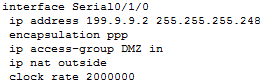 interface Serial0/1/0
ip address 199.9.9.2 255.255.255.248
encapsulation ppp
ip access-group DMZ in
ip nat outside
clock rate 2000000